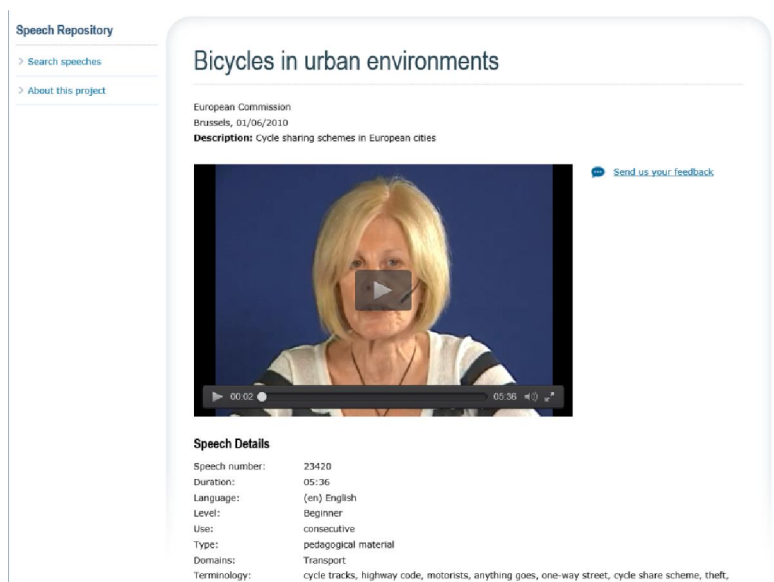 Speech Repository
> Search speeches
> About this project
Bicycles in urban environments
European Commission
Brussels, 01/06/2010
Description: Cycle sharing schemes in European cities
Send us your feedback
00:02
05:36
Speech Details
Speech number: 23420
Duration: 05:36
Language: (en) English
Level: Beginner
Use: consecutive
Type: pedagogical material
Domains: Transport
Terminology: cycle tracks, highway code, motorists, anything goes, one-way street, cycle share scheme, theft,